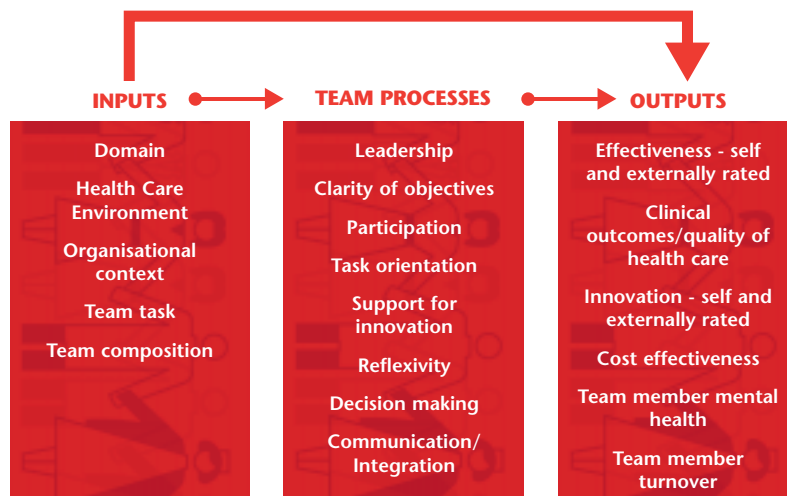 INPUTS
TEAM PROCESSES
OUTPUTS
Domain
Health Care
Environment
Organisational
context
Team task
Team composition
Leadership
Clarity of objectives
Participation
Task orientation
Support for
innovation
Reflexivity
Decision making
Communication/
Integration
Effectiveness - self
and externally rated
Clinical
outcomes/quality of
health care
Innovation - self and
externally rated
Cost effectiveness
Team member mental
health
Team member
turnover